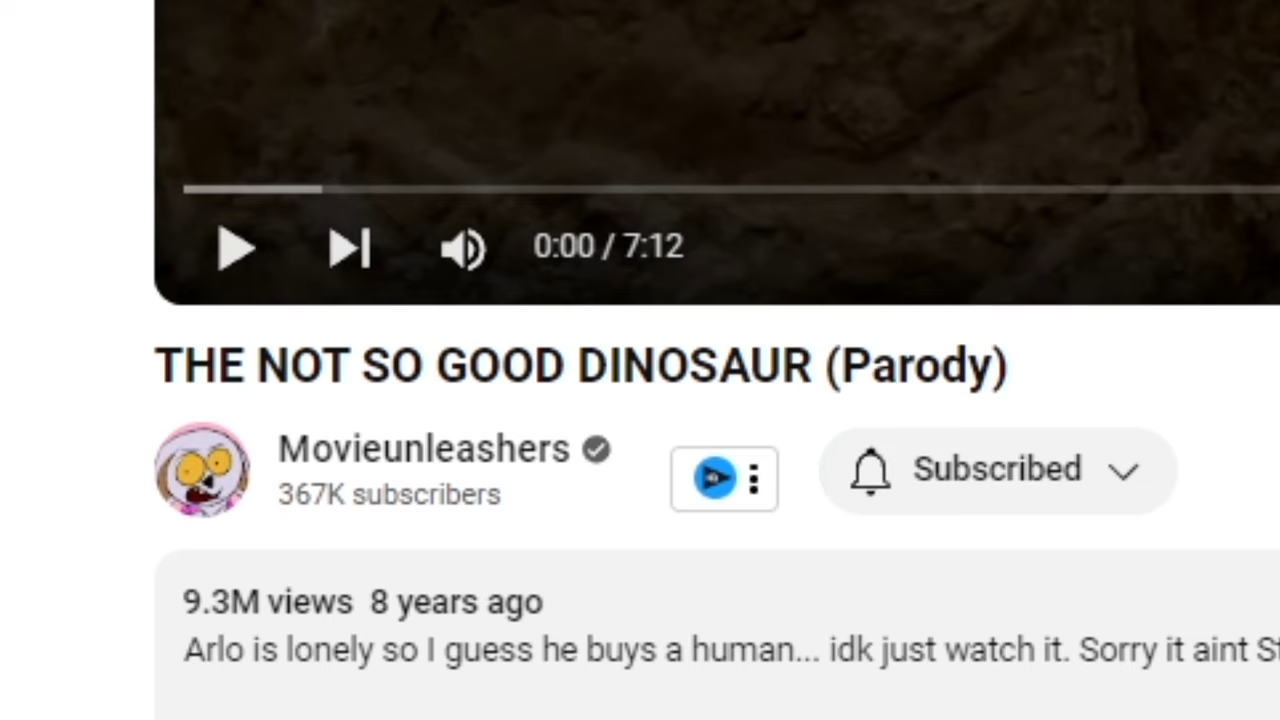 0:00 / 7:12
THE NOT SO GOOD DINOSAUR (Parody)
Movieunleashers
367K subscribers
Subscribed
9.3M views 8 years ago
Arlo is lonely so I guess he buys a human... idk just watch it. Sorry it aint